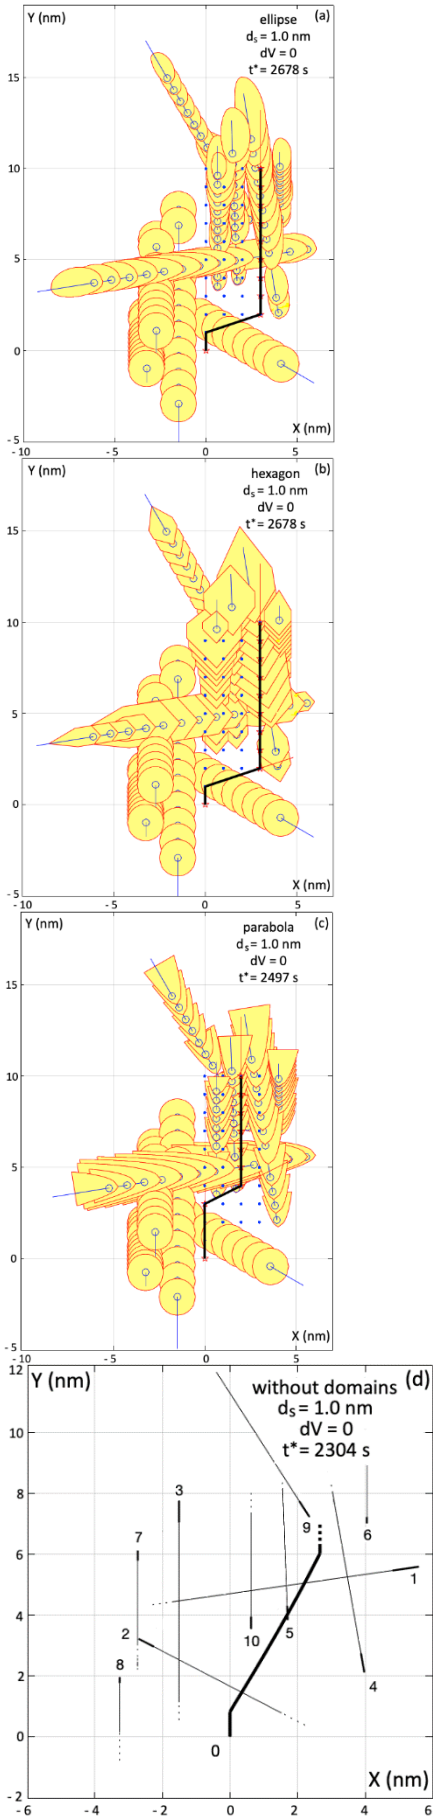 Y (nm)
(a)
ellipse
dₛ = 1.0 nm
dV = 0
t* = 2678 s
15
10
5
0
-5
X (nm)
-10
-5
0
5
Y (nm)
(b)
hexagon
dₛ = 1.0 nm
dV = 0
t* = 2678 s
15
10
5
0
-5
X (nm)
-10
-5
0
5
Y (nm)
(c)
parabola
dₛ = 1.0 nm
dV = 0
t* = 2497 s
15
10
5
0
-5
X (nm)
-10
-5
0
5
12
Y (nm)
(d)
without domains
dₛ = 1.0 nm
dV = 0
t* = 2304 s
10
8
3
9
6
7
6
1
4
2
10
5
4
8
2
0
0
X (nm)
-2
-6
-4
-2
0
2
4
6